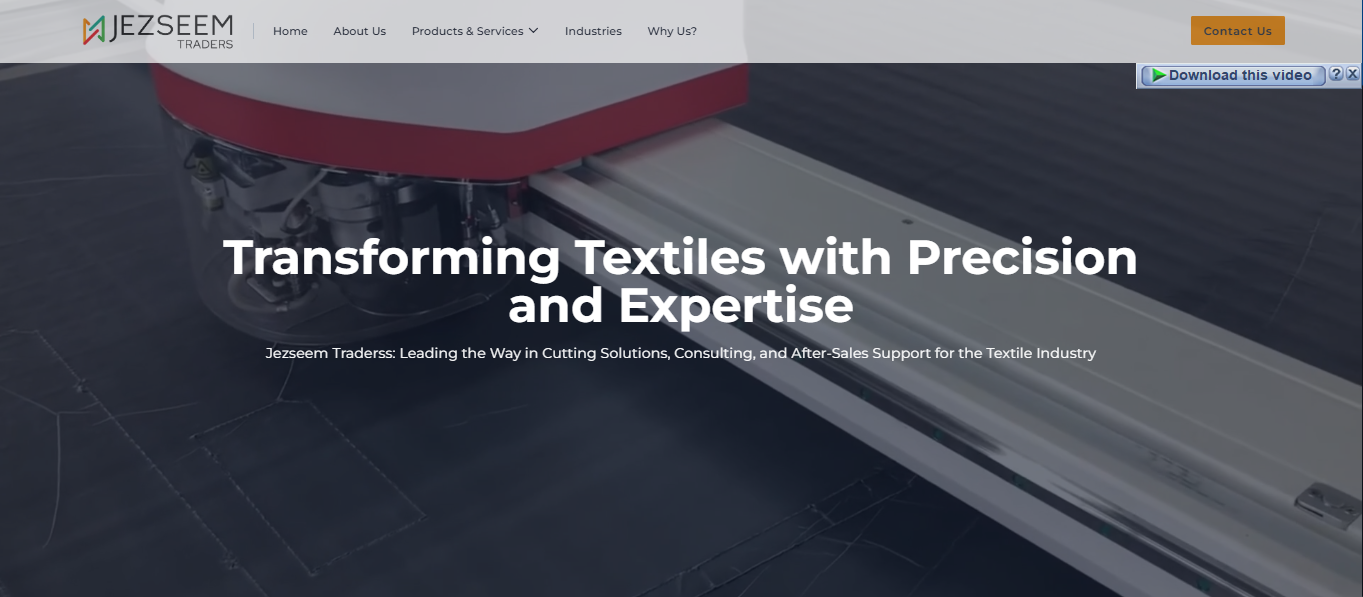 JEZSEEM
TRADERS
Home About Us Products & Services Industries Why Us? Contact Us
Download this video ? X
Transforming Textiles with Precision
and Expertise
Jezseem Traderss: Leading the Way in Cutting Solutions, Consulting, and After-Sales Support for the Textile Industry